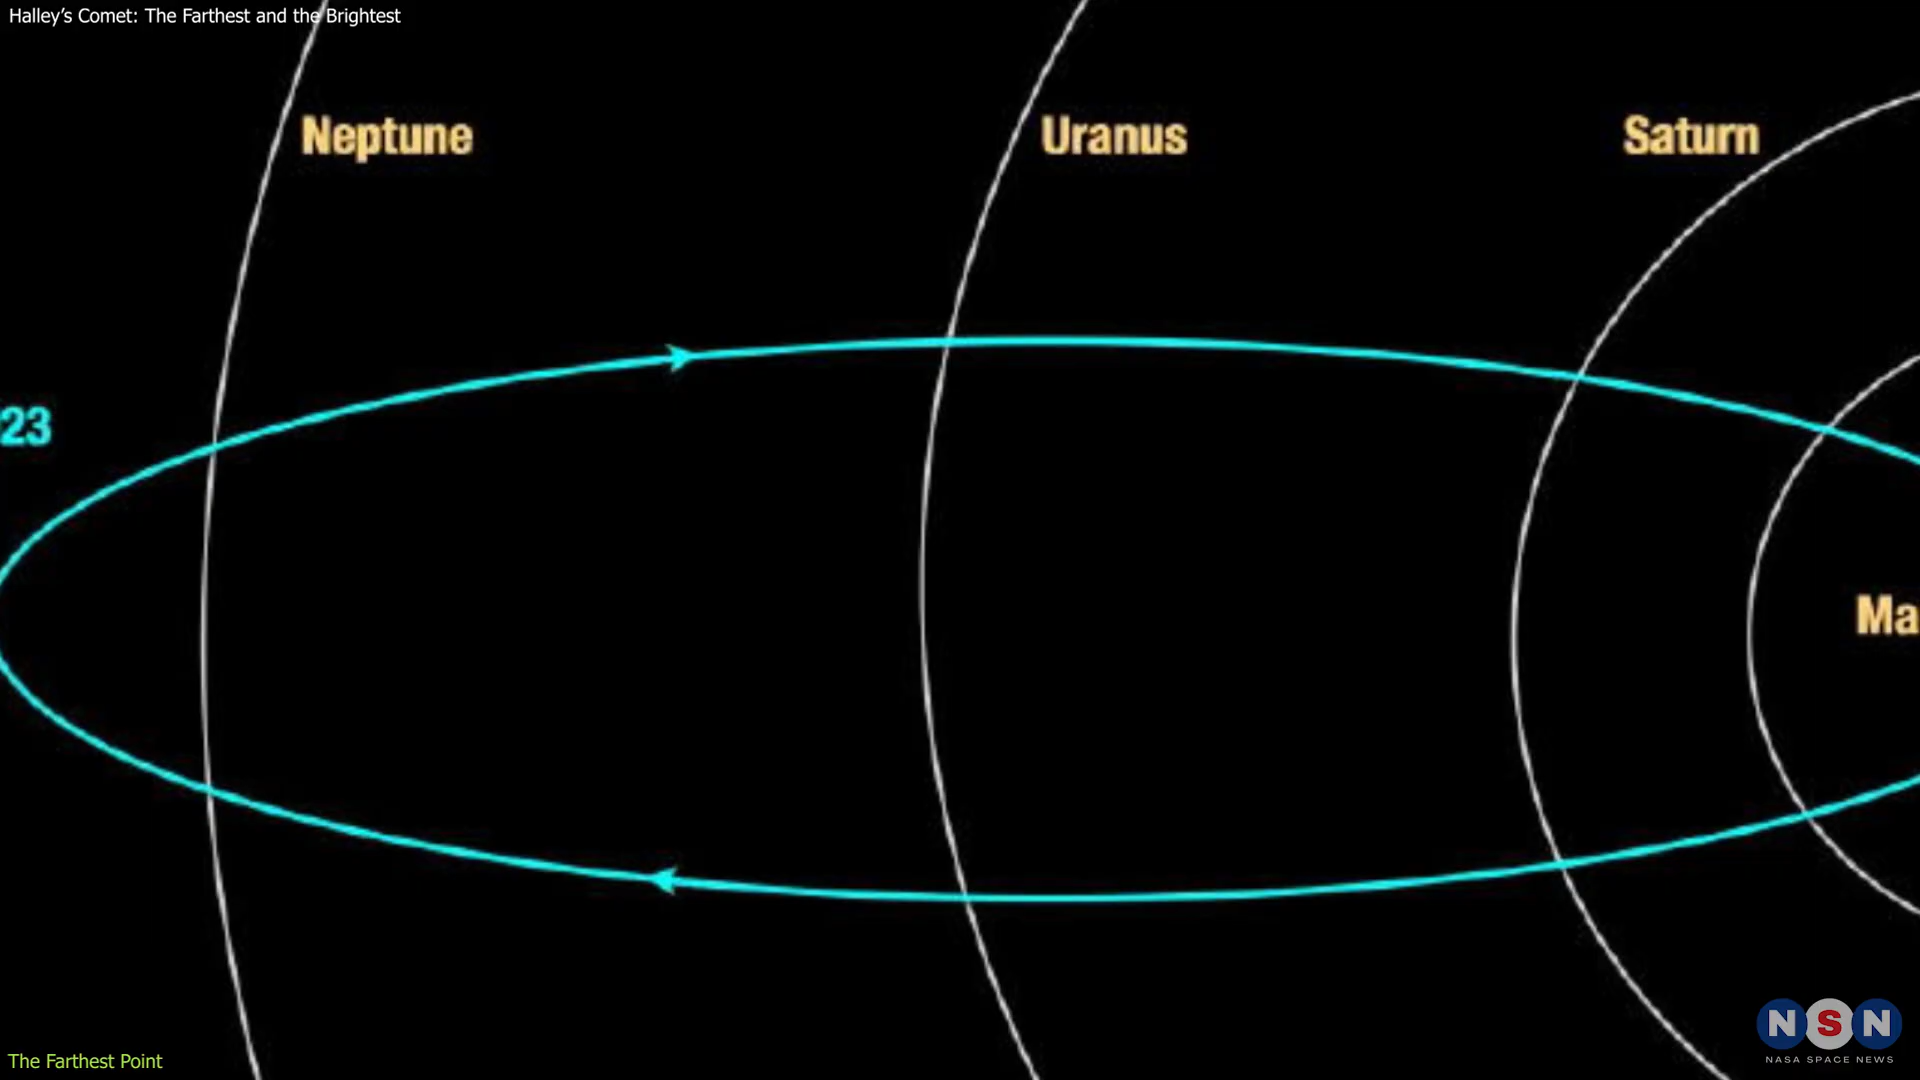 Halley’s Comet: The Farthest and the Brightest
Neptune
Uranus
Saturn
23
Ma
The Farthest Point
NSN
NASA SPACE NEWS